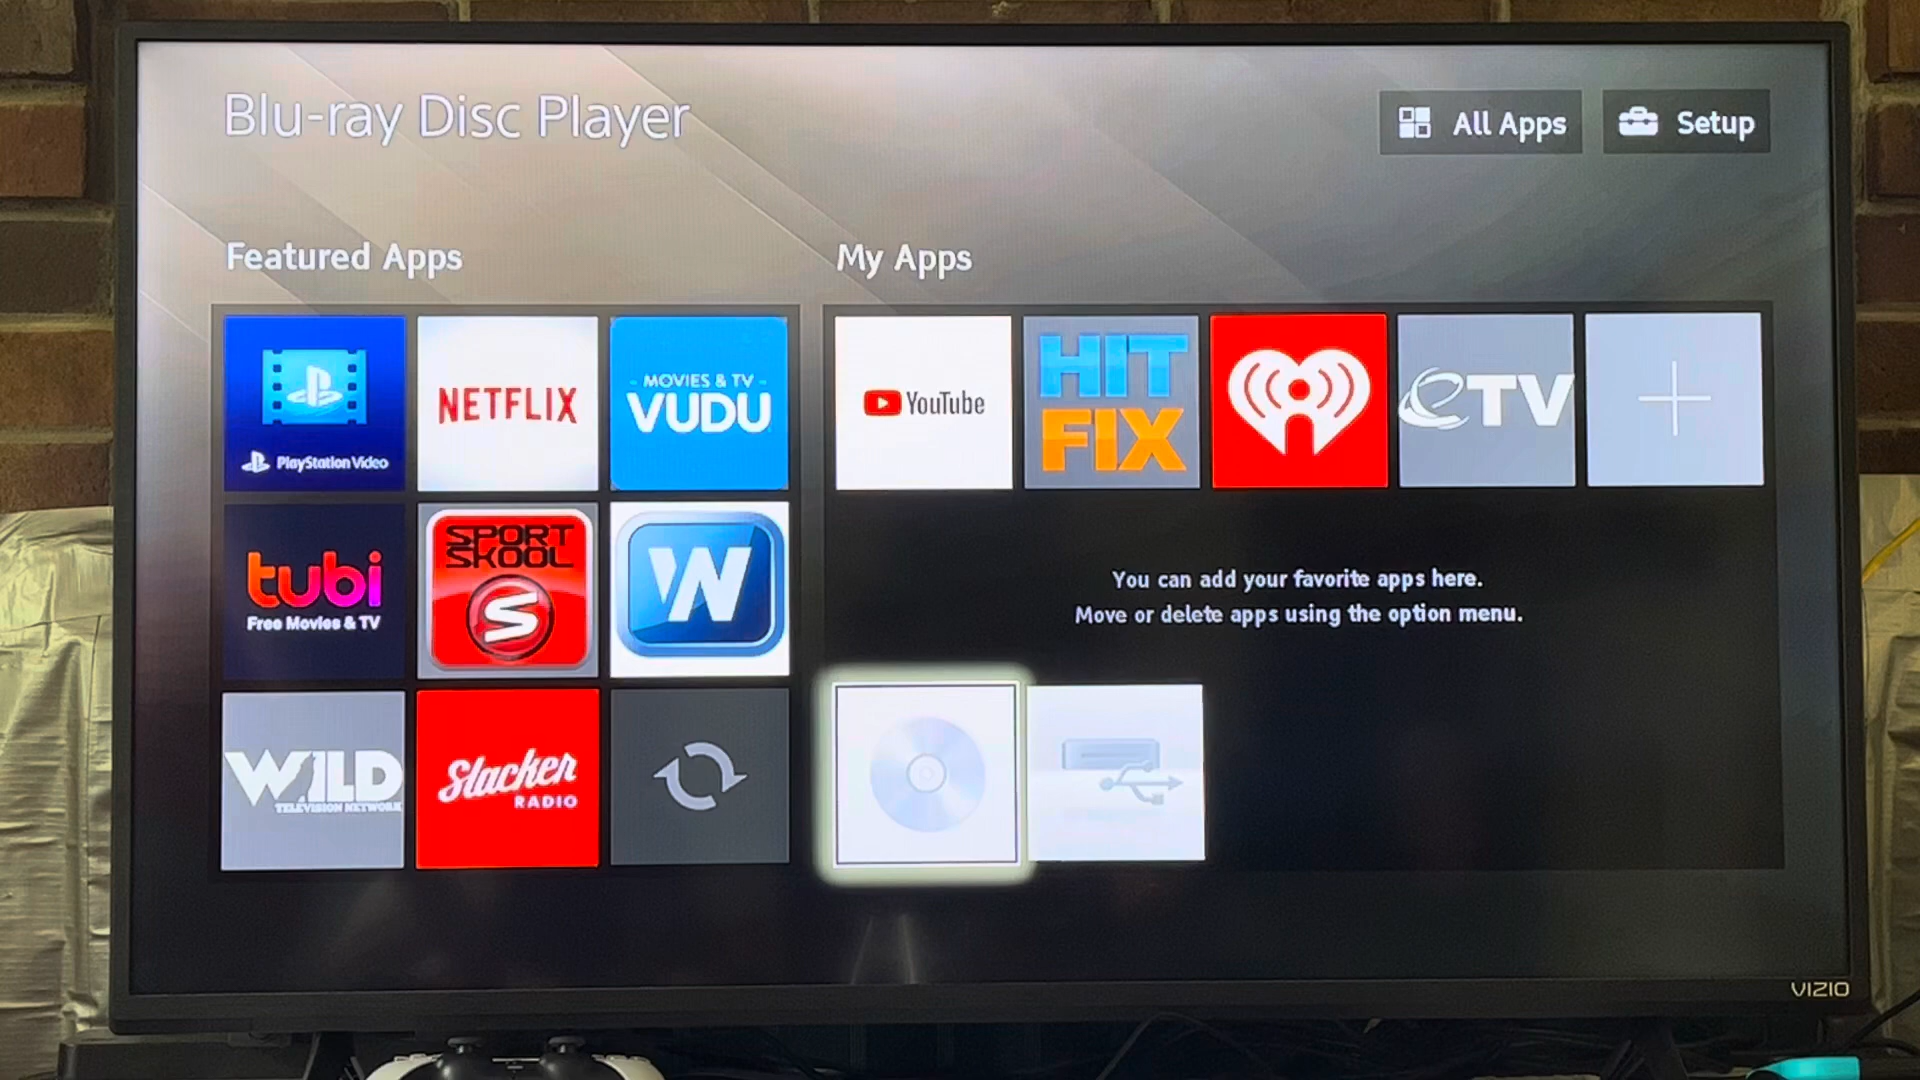 Blu-ray Disc Player
All Apps
Setup
Featured Apps
My Apps
PlayStation Video
NETFLIX
MOVIES & TV
VUDU
YouTube
HIT
FIX
eTV
tubi
Free Movies & TV
SPORT
SKOOL
S
W
You can add your favorite apps here.
Move or delete apps using the option menu.
WILD
TELEVISION NETWORK
Slacker
RADIO
VIZIO